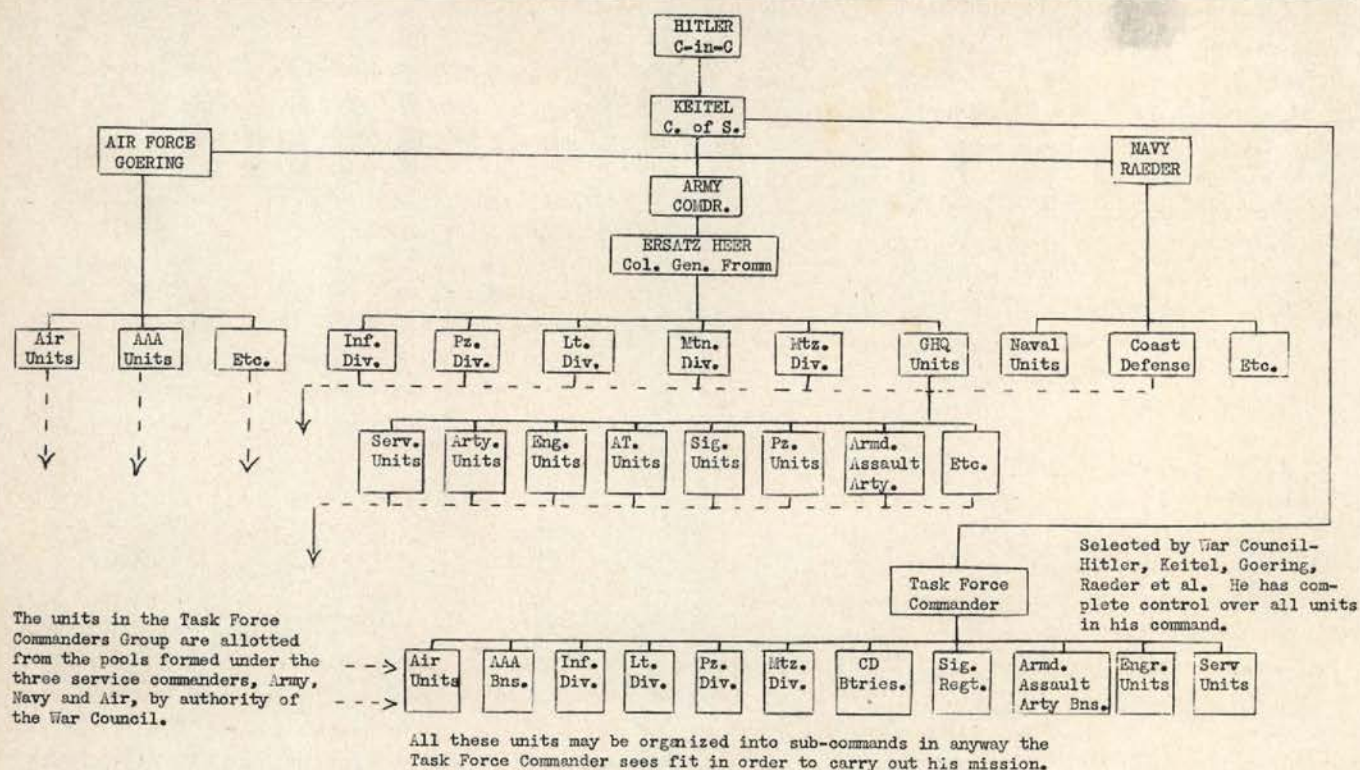 HITLER
C-in-C
KEITEL
C. of S.
AIR FORCE
GOERING
NAVY
RAEDER
ARMY
COMDR.
ERSATZ HEER
Col. Gen. Fromm
Air
Units
AAA
Units
Etc.
Inf.
Div.
Pz.
Div.
Lt.
Div.
Mtn.
Div.
Mtz.
Div.
GHQ
Units
Naval
Units
Coast
Defense
Etc.
Serv.
Units
Arty.
Units
Eng.
Units
AT.
Units
Sig.
Units
Pz.
Units
Armd.
Assault
Arty.
Etc.
Task Force
Commander
Selected by War Council-
Hitler, Keitel, Goering,
Raeder et al. He has com-
plete control over all units
in his command.
The units in the Task Force
Commanders Group are allotted
from the pools formed under the
three service commanders, Army,
Navy and Air, by authority of
the War Council.
Air
Units
AAA
Bns.
Inf.
Div.
Lt.
Div.
Pz.
Div.
Mtz.
Div.
CD
Btries.
Sig.
Regt.
Armd.
Assault
Arty Bns.
Engr.
Units
Serv
Units
All these units may be organized into sub-commands in anyway the
Task Force Commander sees fit in order to carry out his mission.